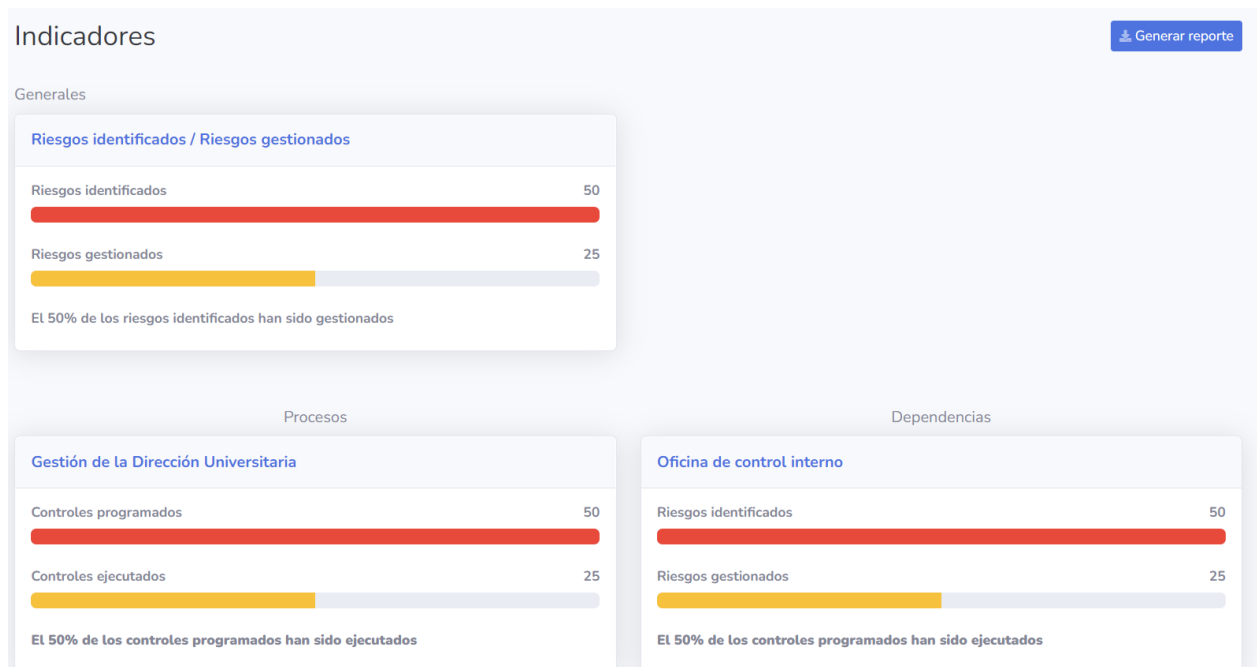 Indicadores
Generar reporte
Generales
Riesgos identificados / Riesgos gestionados
Riesgos identificados 50
Riesgos gestionados 25
El 50% de los riesgos identificados han sido gestionados
Procesos
Gestión de la Dirección Universitaria
Controles programados 50
Controles ejecutados 25
El 50% de los controles programados han sido ejecutados
Dependencias
Oficina de control interno
Riesgos identificados 50
Riesgos gestionados 25
El 50% de los controles programados han sido ejecutados